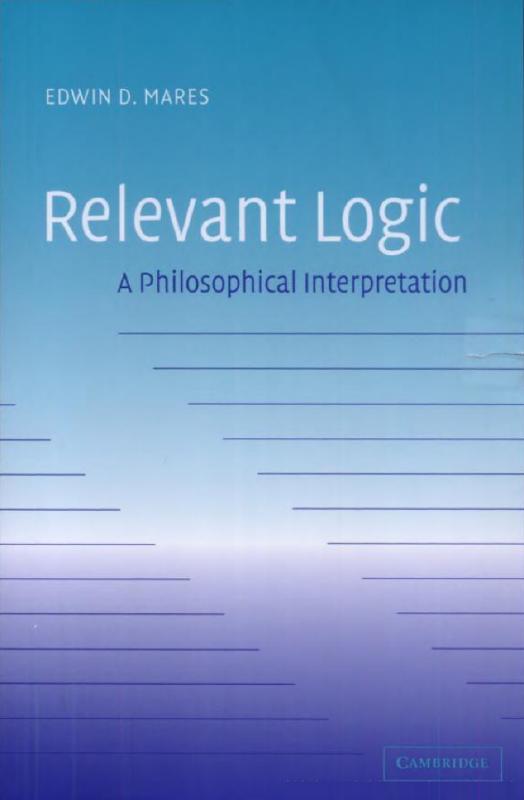 EDWIN D. MARES
Relevant Logic
A Philosophical Interpretation
CAMBRIDGE